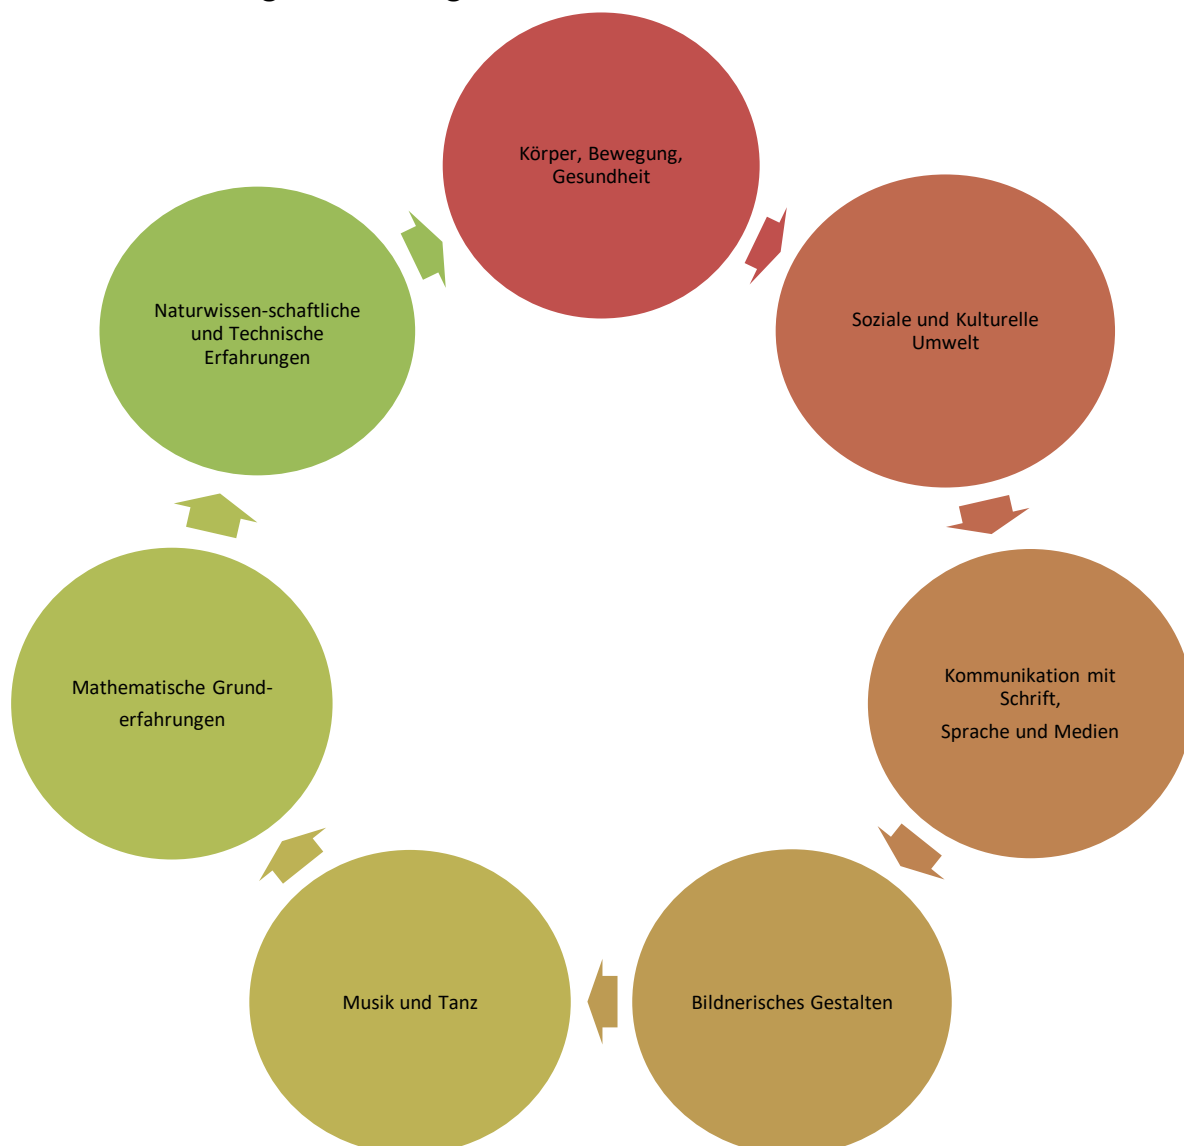 Körper, Bewegung,
Gesundheit
Soziale und Kulturelle
Umwelt
Kommunikation mit
Schrift,
Sprache und Medien
Bildnerisches Gestalten
Musik und Tanz
Mathematische Grund-
erfahrungen
Naturwissen-schaftliche
und Technische
Erfahrungen